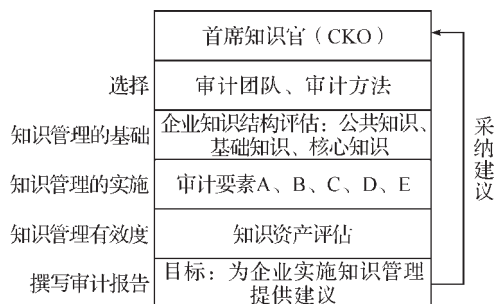 首席知识官（CKO）
选择
审计团队、审计方法
知识管理的基础
企业知识结构评估：公共知识、
基础知识、核心知识
知识管理的实施
审计要素A、B、C、D、E
知识管理有效度
知识资产评估
撰写审计报告
目标：为企业实施知识管理
提供建议
采纳建议